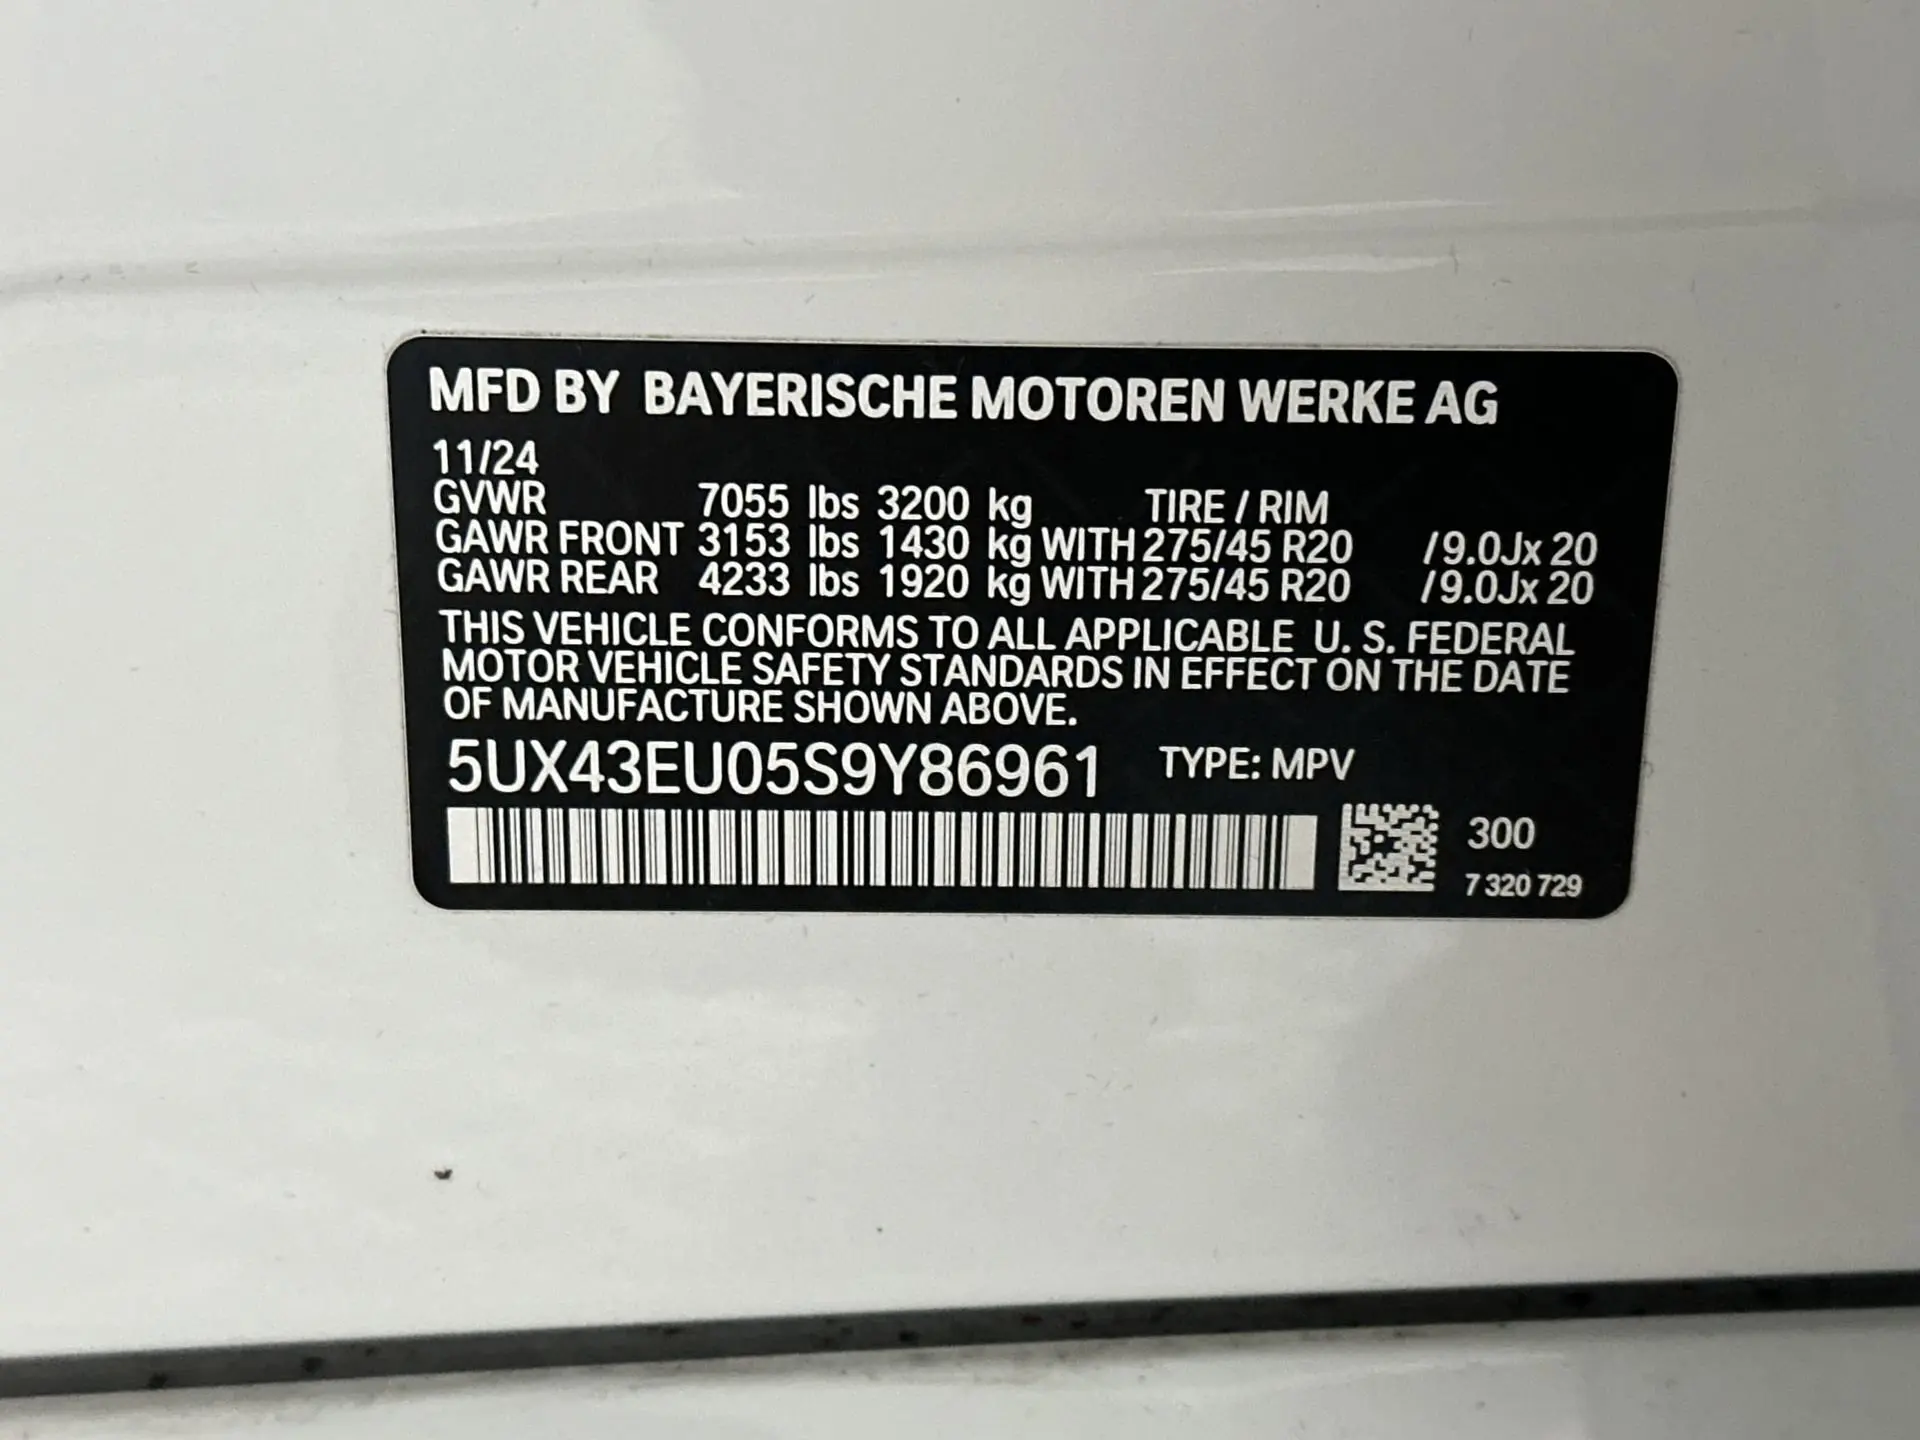 MFD BY BAYERISCHE MOTOREN WERKE AG
11/24
GVWR 7055 lbs 3200 kg TIRE / RIM
GAWR FRONT 3153 lbs 1430 kg WITH 275/45 R20 /9.0Jx 20
GAWR REAR 4233 lbs 1920 kg WITH 275/45 R20 /9.0Jx 20
THIS VEHICLE CONFORMS TO ALL APPLICABLE U. S. FEDERAL
MOTOR VEHICLE SAFETY STANDARDS IN EFFECT ON THE DATE
OF MANUFACTURE SHOWN ABOVE.
5UX43EU05S9Y86961 TYPE: MPV
300
7 320 729